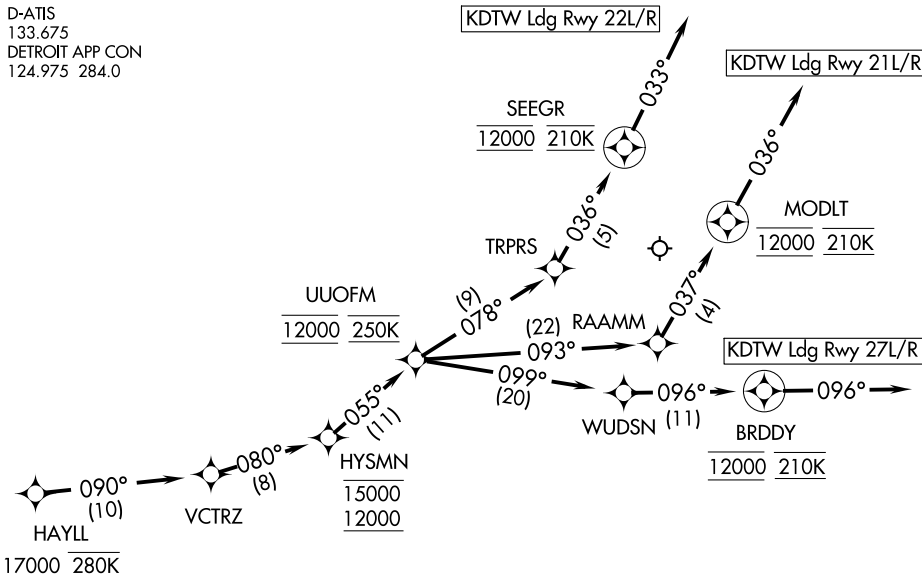 D-ATIS
133.675
DETROIT APP CON
124.975 284.0
KDTW Ldg Rwy 22L/R
KDTW Ldg Rwy 21L/R
033°
SEEGR
12000 210K
036°
036°
(5)
MODLT
12000 210K
TRPRS
037°
(4)
UUOFM
12000 250K
(9)
078°
(22)
093°
RAAMM
KDTW Ldg Rwy 27L/R
099°
(20)
096°
(11)
096°
WUDSN
BRDDY
12000 210K
055°
(11)
080°
(8)
HYSMN
15000
12000
090°
(10)
VCTRZ
HAYLL
17000 280K